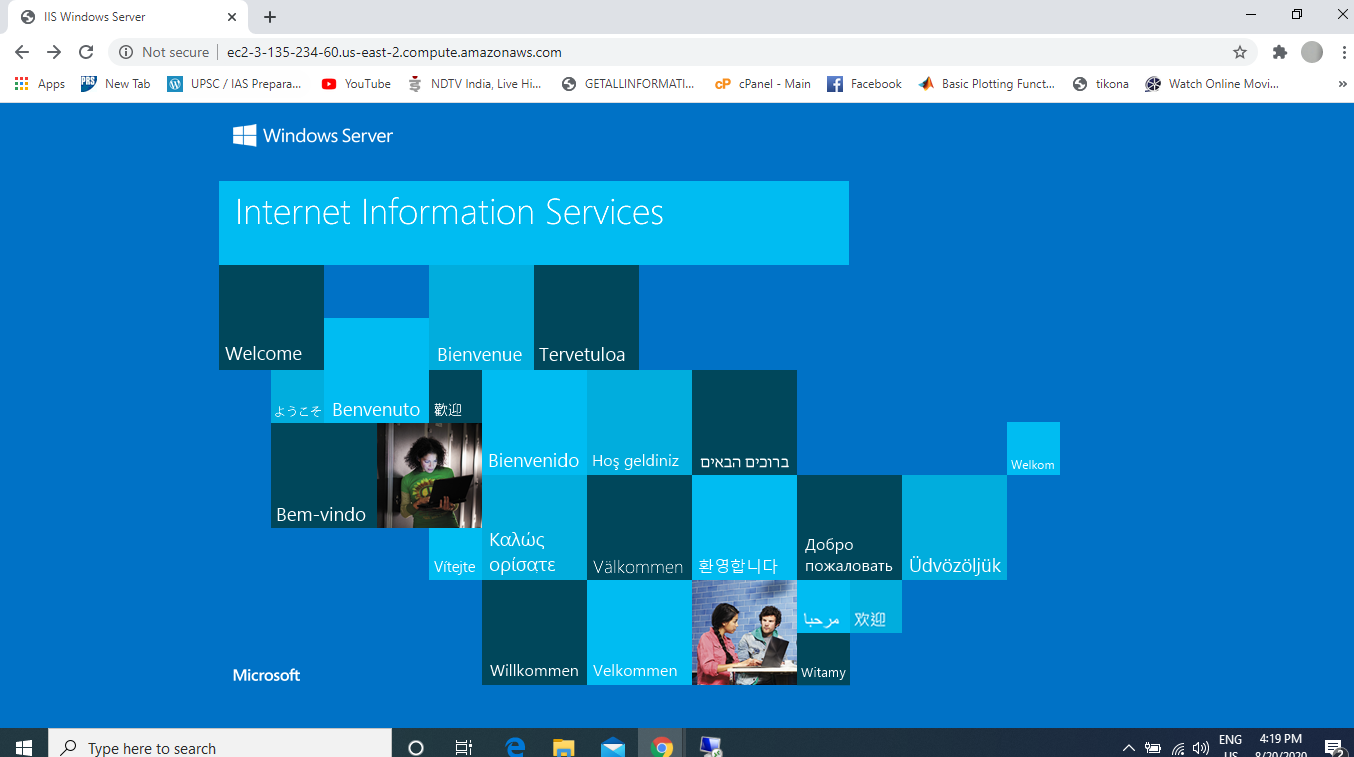 IIS Windows Server
Not secure
ec2-3-135-234-60.us-east-2.compute.amazonaws.com
Apps
New Tab
UPSC / IAS Prepara...
YouTube
NDTV India, Live Hi...
GETALLINFORMATI...
cPanel - Main
Facebook
Basic Plotting Funct...
tikona
Watch Online Movi...
Windows Server
Internet Information Services
Welcome
Bienvenue
Tervetuloa
ようこそ
Benvenuto
歡迎
Bienvenido
Hoş geldiniz
ברוכים הבאים
Welkom
Bem-vindo
Vítejte
Καλώς
ορίσατε
Välkommen
환영합니다
Добро
пожаловать
Üdvözöljük
مرحبا
欢迎
Willkommen
Velkommen
Witamy
Microsoft
Type here to search
ENG
US
4:19 PM
8/20/2020
2